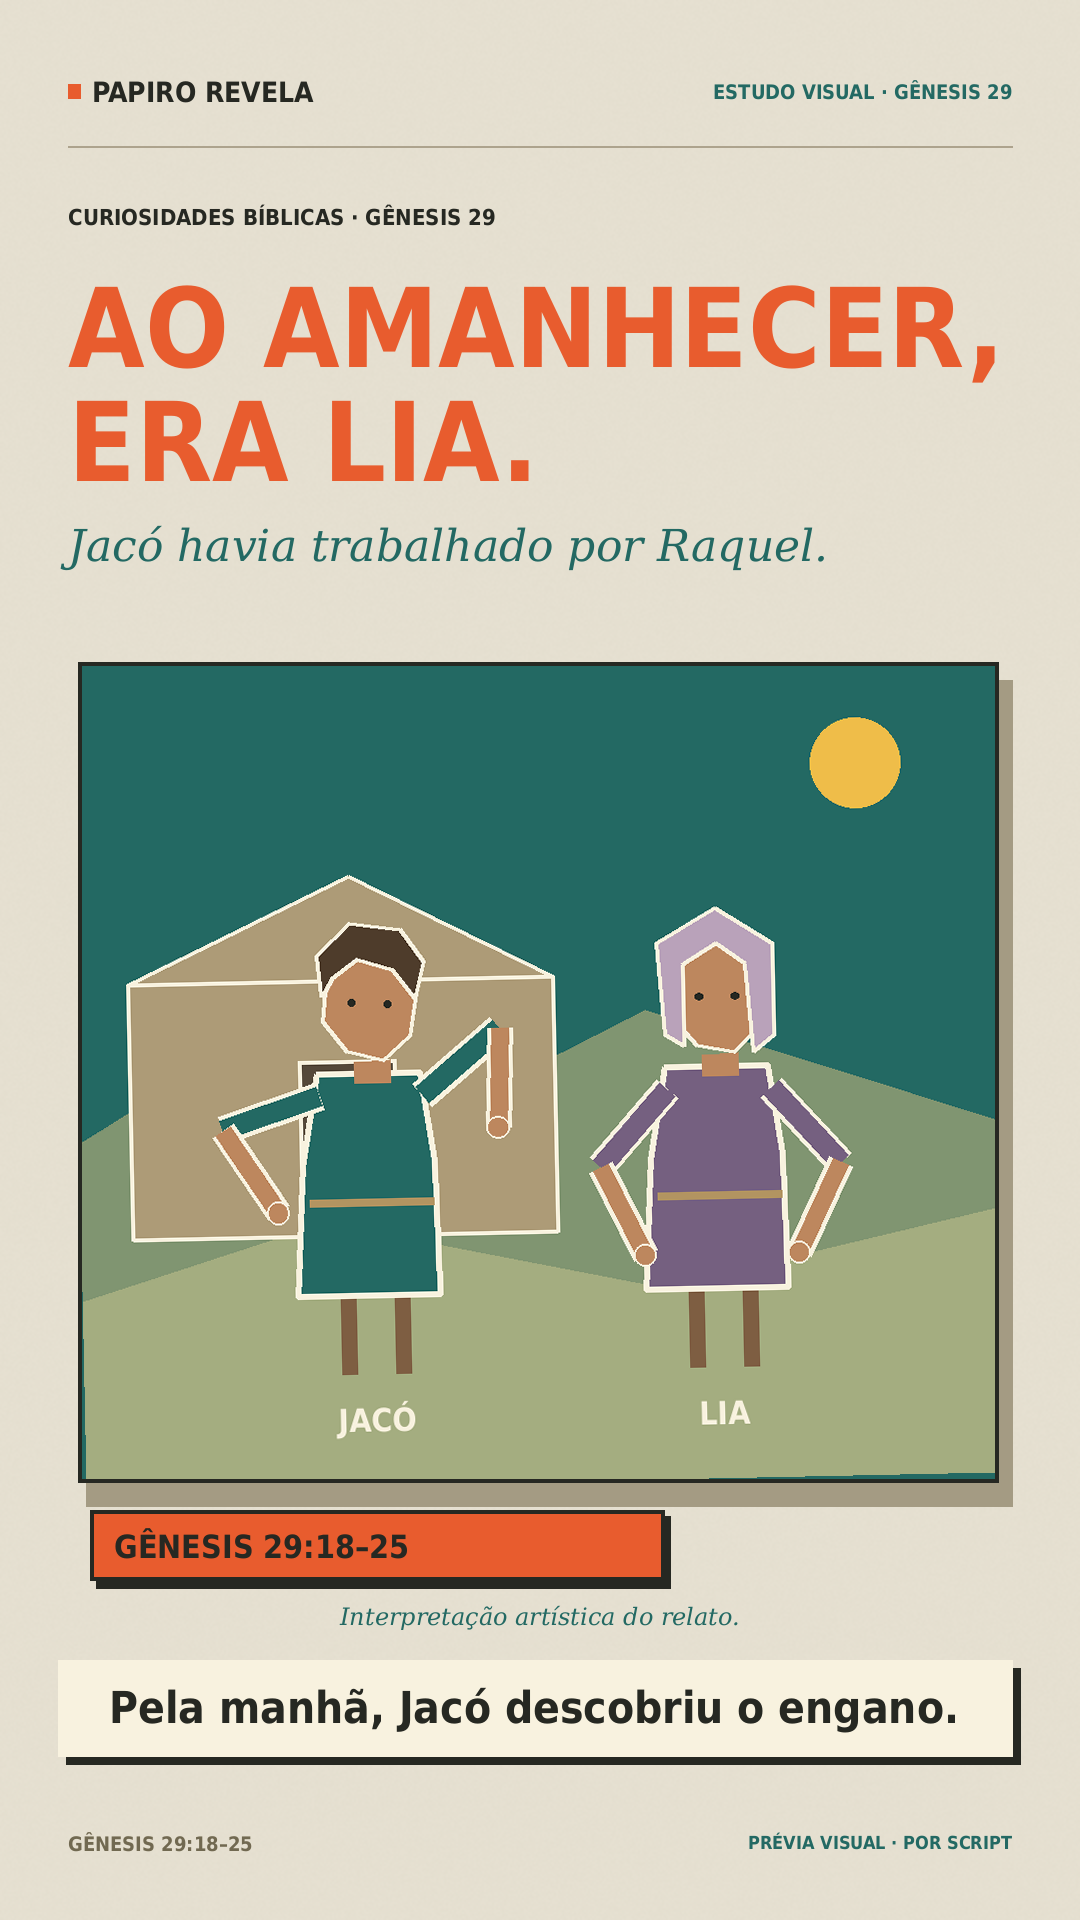 PAPIRO REVELA
ESTUDO VISUAL · GÊNESIS 29
CURIOSIDADES BÍBLICAS · GÊNESIS 29
AO AMANHECER,
ERA LIA.
Jacó havia trabalhado por Raquel.
JACÓ
LIA
GÊNESIS 29:18–25
Interpretação artística do relato.
Pela manhã, Jacó descobriu o engano.
GÊNESIS 29:18–25
PRÉVIA VISUAL · POR SCRIPT